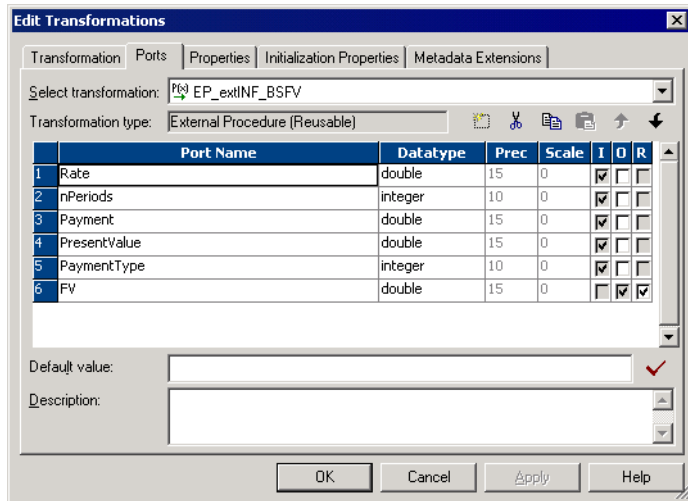 Edit Transformations
Transformation Ports Properties Initialization Properties Metadata Extensions
Select transformation: P(x) EP_extINF_BSFV
Transformation type: External Procedure (Reusable)
Port Name Datatype Prec Scale I O R
1 Rate double 15 0
2 nPeriods integer 10 0
3 Payment double 15 0
4 PresentValue double 15 0
5 PaymentType integer 10 0
6 FV double 15 0
Default value:
Description:
OK Cancel Apply Help